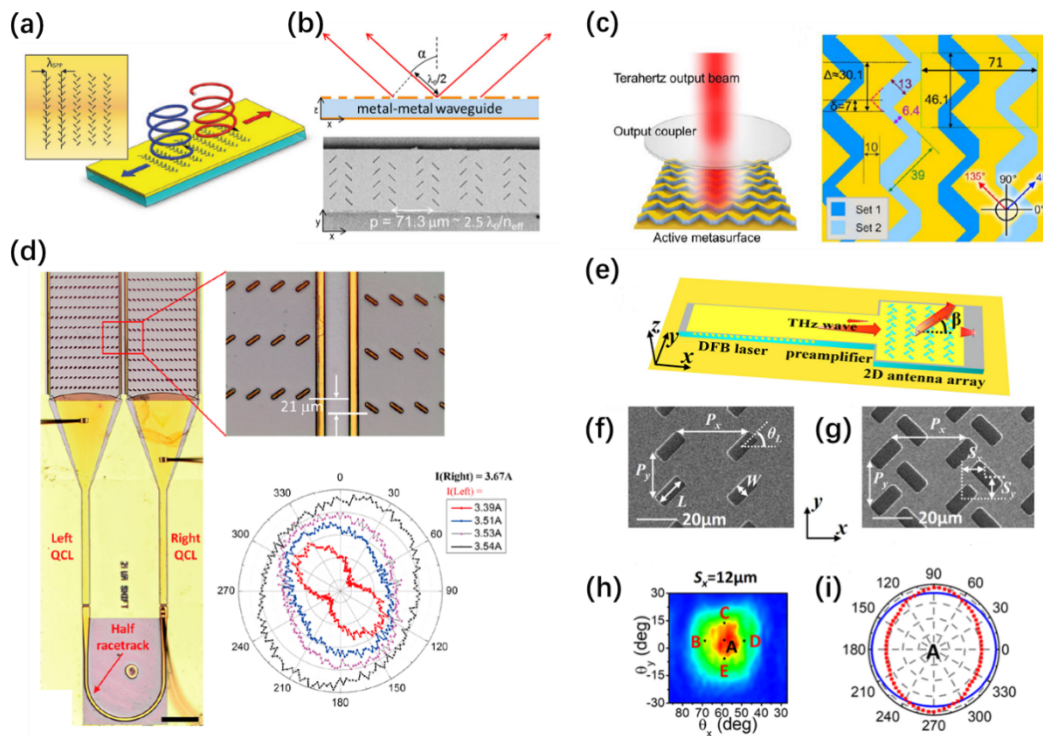 (a)
λSPP
(b)
α
λ0/2
metal-metal waveguide
z
x
p = 71.3 μm ~ 2.5 λ0/neff
y
x
(c)
Terahertz output beam
Output coupler
Active metasurface
71
Δ≈30.1
13
δ=7
46.1
6.4
10
39
135°
90°
45
0°
Set 1
Set 2
(d)
21 μm
Left
QCL
Right
QCL
Half
racetrack
I(Right) = 3.67A
I(Left) =
3.39A
3.51A
3.53A
3.54A
0
30
60
90
120
150
180
210
240
270
300
330
(e)
z
y
x
THz wave
β
DFB laser
preamplifier
2D antenna array
(f)
Px
θL
Py
L
W
20μm
(g)
Px
Sx
Py
Sy
20μm
y
x
(h)
Sx=12μm
θy (deg)
30
15
0
-15
-30
C
B
A
D
E
80 70 60 50 40 30
θx (deg)
(i)
90
120
60
150
30
180
A
0
210
330
240
300
270